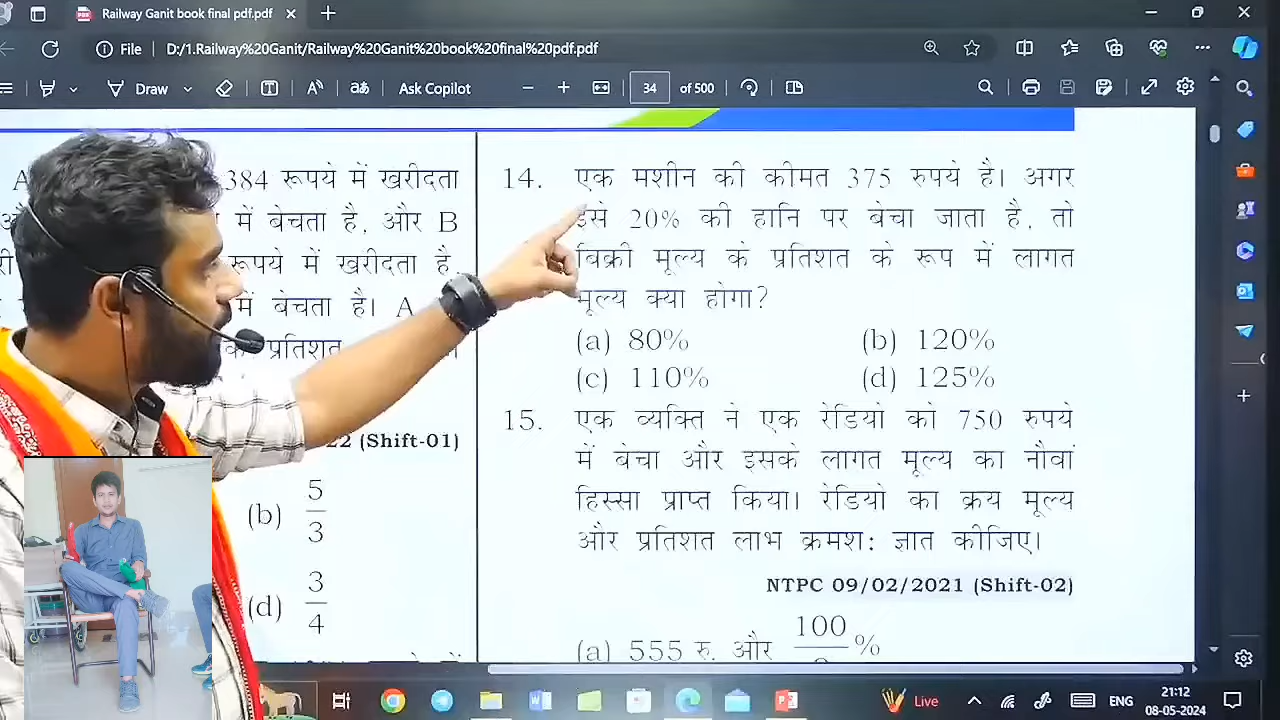 Railway Ganit book final pdf.pdf
File
D:/1.Railway%20Ganit/Railway%20Ganit%20book%20final%20pdf.pdf
Draw
Ask Copilot
34 of 500
384 रूपये में खरीदता
में बेचता है, और B
रूपये में खरीदता है,
में बेचता है। A
प्रतिशत
(Shift-01)
(b) 5/3
(d) 3/4
14. एक मशीन की कीमत 375 रुपये है। अगर
इसे 20% की हानि पर बेचा जाता है, तो
बिक्री मूल्य के प्रतिशत के रूप में लागत
मूल्य क्या होगा?
(a) 80% (b) 120%
(c) 110% (d) 125%
15. एक व्यक्ति ने एक रेडियो को 750 रुपये
में बेचा और इसके लागत मूल्य का नौवां
हिस्सा प्राप्त किया। रेडियो का क्रय मूल्य
और प्रतिशत लाभ क्रमश: ज्ञात कीजिए।
NTPC 09/02/2021 (Shift-02)
(a) 555 रु. और 100 %
Live
ENG
21:12
08-05-2024